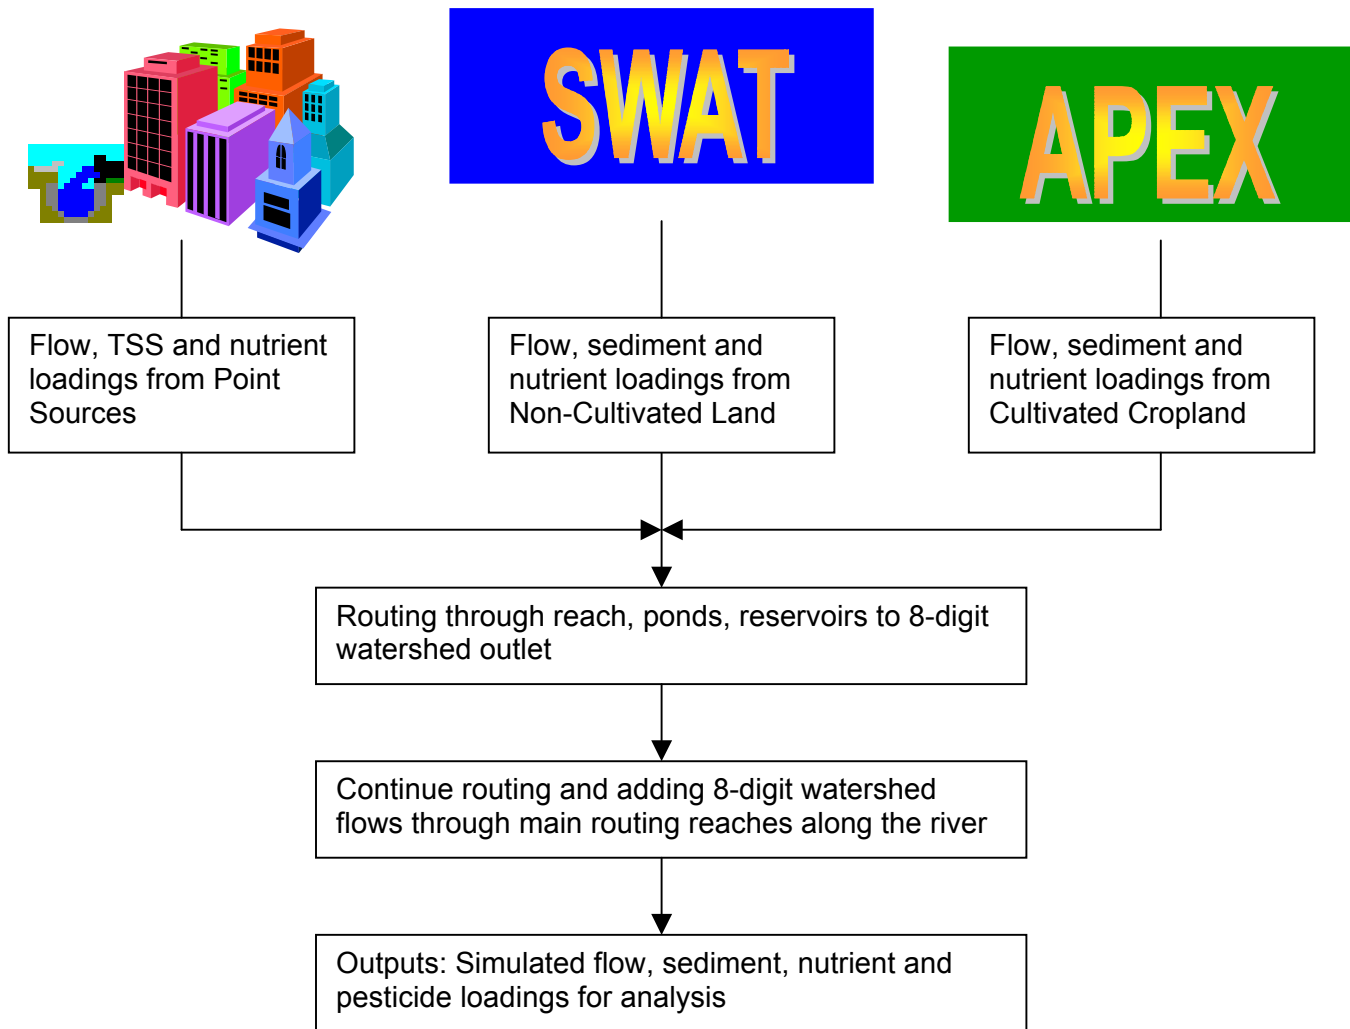 SWAT
APEX
Flow, TSS and nutrient
loadings from Point
Sources
Flow, sediment and
nutrient loadings from
Non-Cultivated Land
Flow, sediment and
nutrient loadings from
Cultivated Cropland
Routing through reach, ponds, reservoirs to 8-digit
watershed outlet
Continue routing and adding 8-digit watershed
flows through main routing reaches along the river
Outputs: Simulated flow, sediment, nutrient and
pesticide loadings for analysis